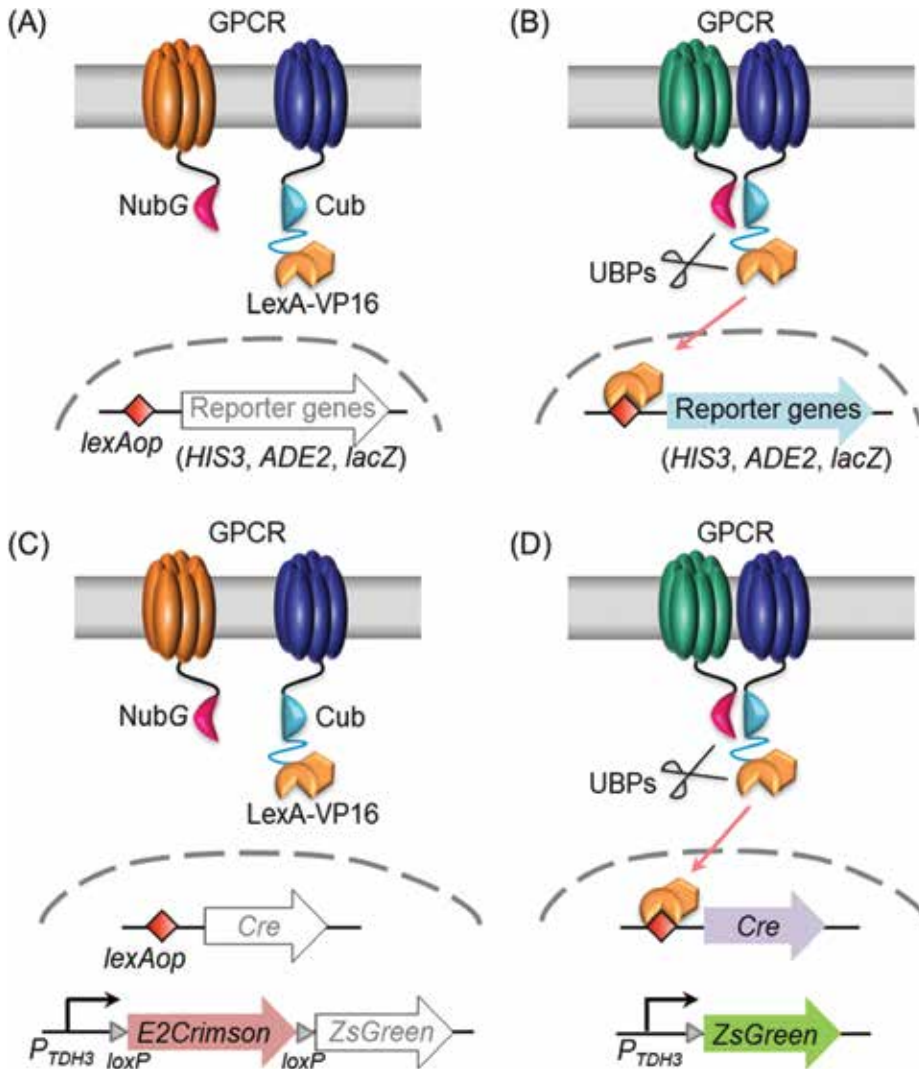 (A)
GPCR
NubG
Cub
LexA-VP16
Reporter genes
lexAop
(HIS3, ADE2, lacZ)
(B)
GPCR
UBPs
Reporter genes
(HIS3, ADE2, lacZ)
(C)
GPCR
NubG
Cub
LexA-VP16
Cre
lexAop
E2Crimson
ZsGreen
PTDH3
loxP
loxP
(D)
GPCR
UBPs
Cre
ZsGreen
PTDH3